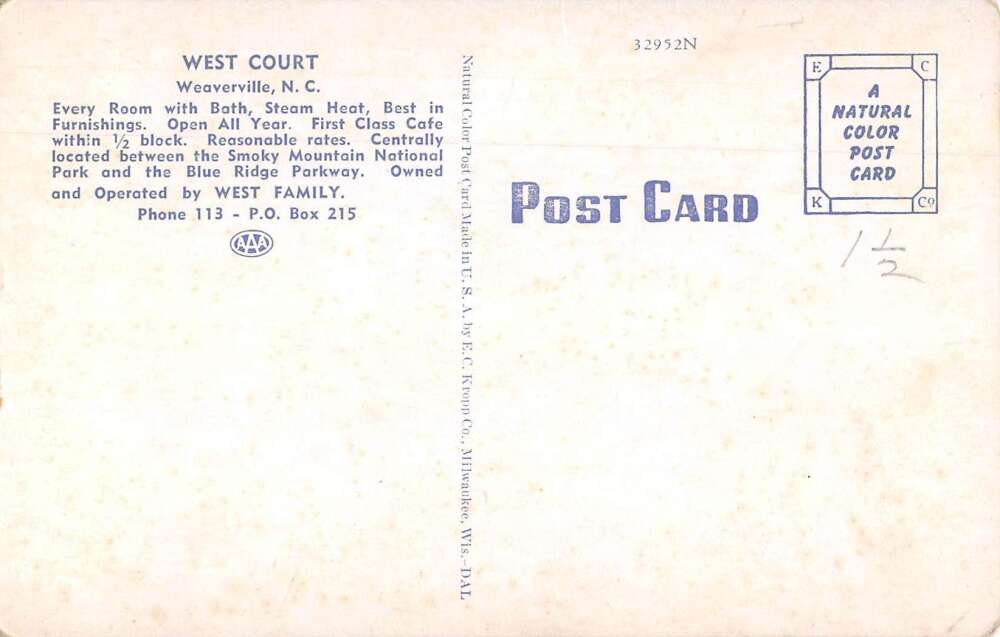 WEST COURT
Weaverville, N. C.
Every Room with Bath, Steam Heat, Best in
Furnishings. Open All Year. First Class Cafe
within ½ block. Reasonable rates. Centrally
located between the Smoky Mountain National
Park and the Blue Ridge Parkway. Owned
and Operated by WEST FAMILY.
Phone 113 - P.O. Box 215
AAA
Natural Color Post Card Made in U. S. A. by E. C. Kropp Co., Milwaukee, Wis.-DAL
32952N
POST CARD
E C
A
NATURAL
COLOR
POST
CARD
K Co
1 1/2